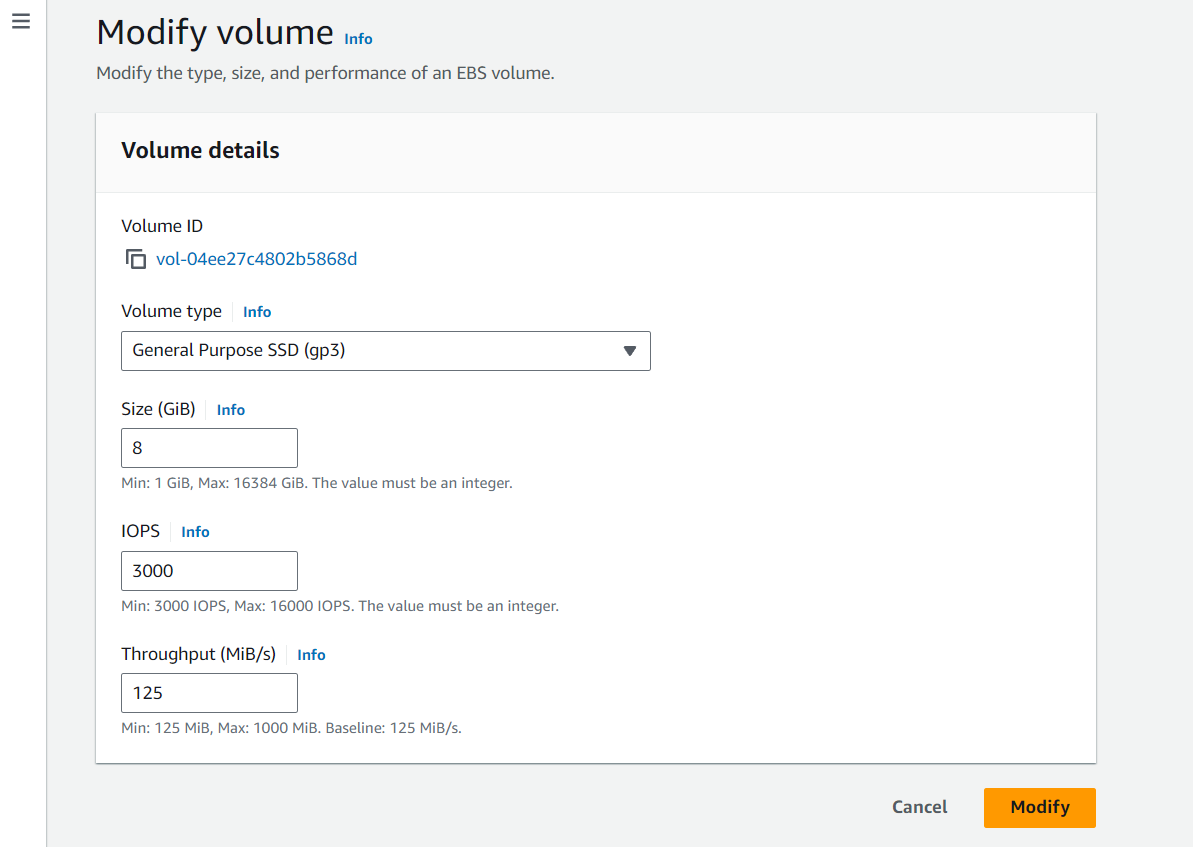 Modify volume Info
Modify the type, size, and performance of an EBS volume.
Volume details
Volume ID
vol-04ee27c4802b5868d
Volume type Info
General Purpose SSD (gp3)
Size (GiB) Info
8
Min: 1 GiB, Max: 16384 GiB. The value must be an integer.
IOPS Info
3000
Min: 3000 IOPS, Max: 16000 IOPS. The value must be an integer.
Throughput (MiB/s) Info
125
Min: 125 MiB, Max: 1000 MiB. Baseline: 125 MiB/s.
Cancel Modify